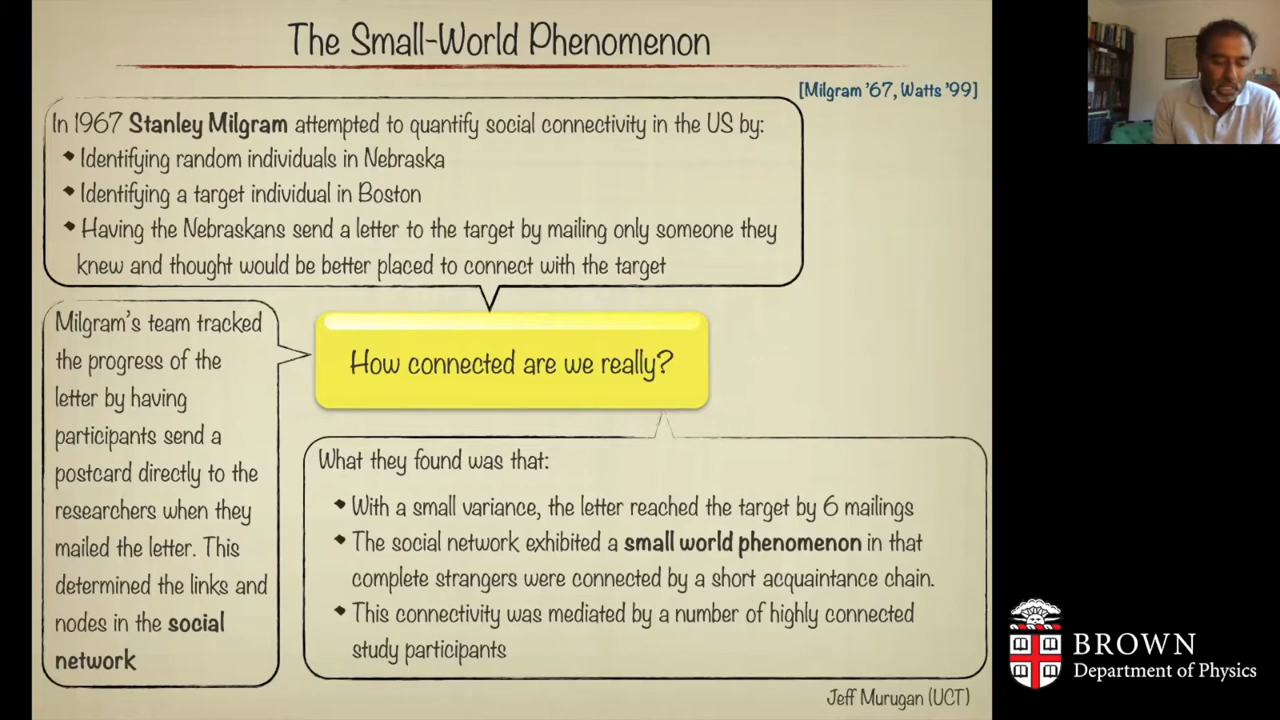 The Small-World Phenomenon
[Milgram '67, Watts '99]
In 1967 Stanley Milgram attempted to quantify social connectivity in the US by:
Identifying random individuals in Nebraska
Identifying a target individual in Boston
Having the Nebraskans send a letter to the target by mailing only someone they
knew and thought would be better placed to connect with the target
Milgram's team tracked
the progress of the
letter by having
participants send a
postcard directly to the
researchers when they
mailed the letter. This
determined the links and
nodes in the social
network
How connected are we really?
What they found was that:
With a small variance, the letter reached the target by 6 mailings
The social network exhibited a small world phenomenon in that
complete strangers were connected by a short acquaintance chain.
This connectivity was mediated by a number of highly connected
study participants
Jeff Murugan (UCT)
BROWN
Department of Physics